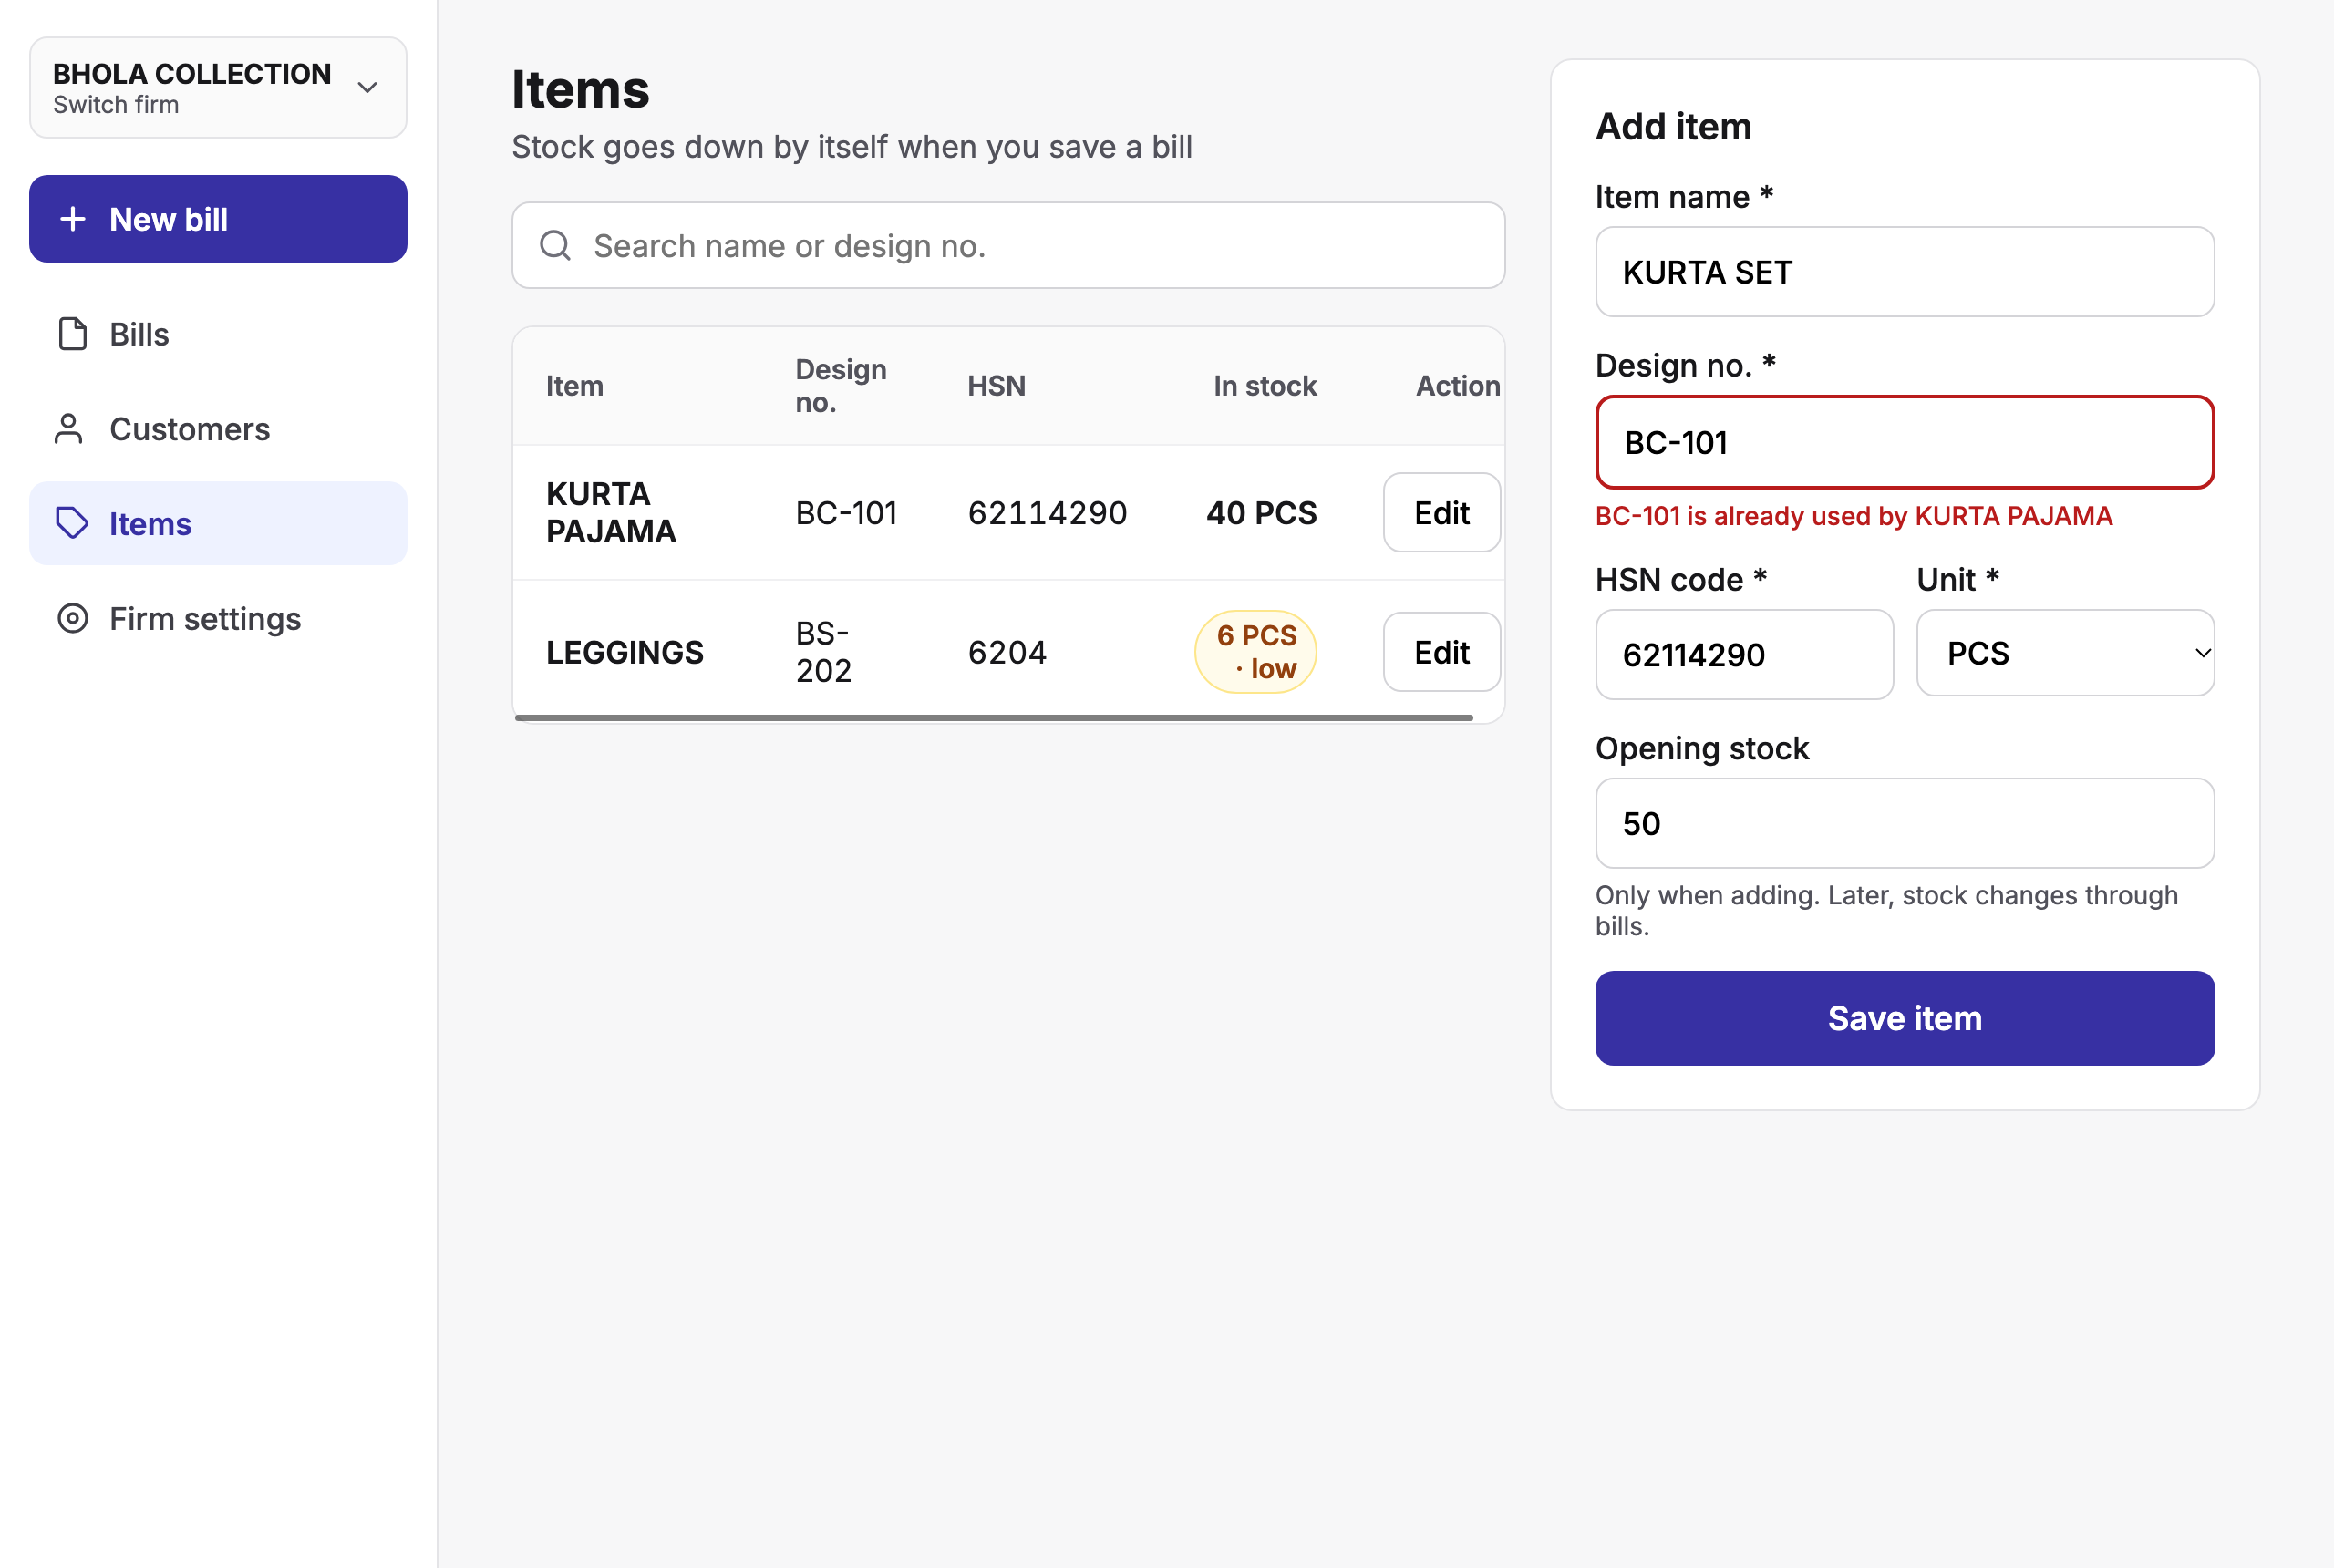 BHOLA COLLECTION
Switch firm
New bill
Bills
Customers
Items
Firm settings
Items
Stock goes down by itself when you save a bill
Search name or design no.
Item Design no. HSN In stock Action
KURTA PAJAMA BC-101 62114290 40 PCS Edit
LEGGINGS BS-202 6204 6 PCS · low Edit
Add item
Item name *
KURTA SET
Design no. *
BC-101
BC-101 is already used by KURTA PAJAMA
HSN code * Unit *
62114290 PCS
Opening stock
50
Only when adding. Later, stock changes through
bills.
Save item